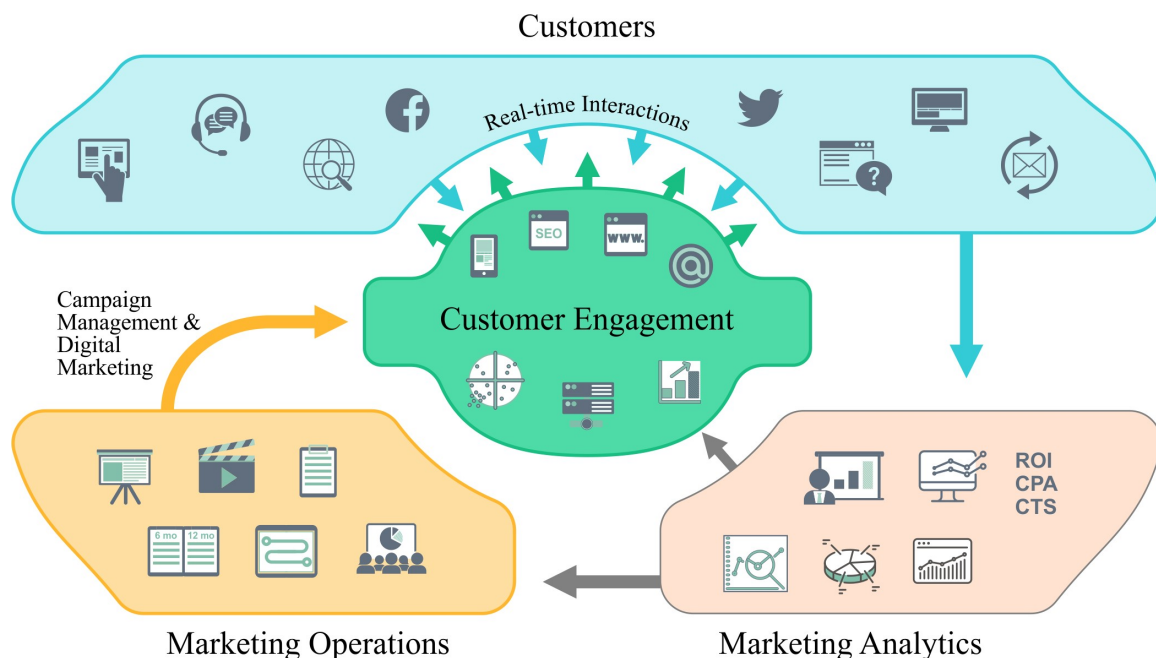 Customers
Real-time Interactions
?
SEO
www.
@
Customer Engagement
Campaign
Management &
Digital
Marketing
6 mo 12 mo
ROI
CPA
CTS
Marketing Operations
Marketing Analytics